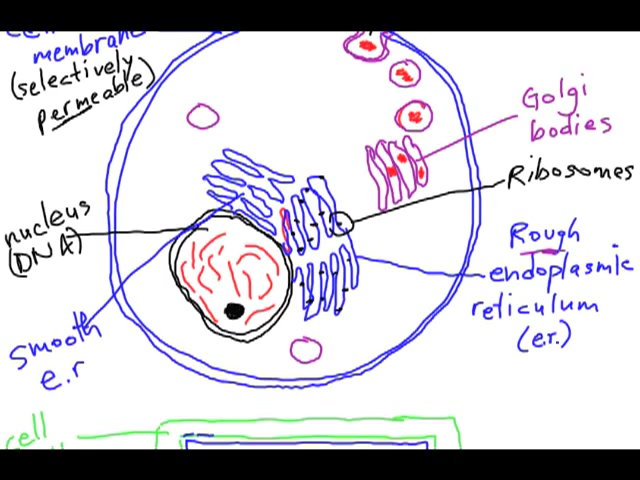 membrane
(selectively
permeable)
Golgi
bodies
Ribosomes
nucleus
(DNA)
Rough
endoplasmic
reticulum
(e.r.)
smooth
e.r
cell